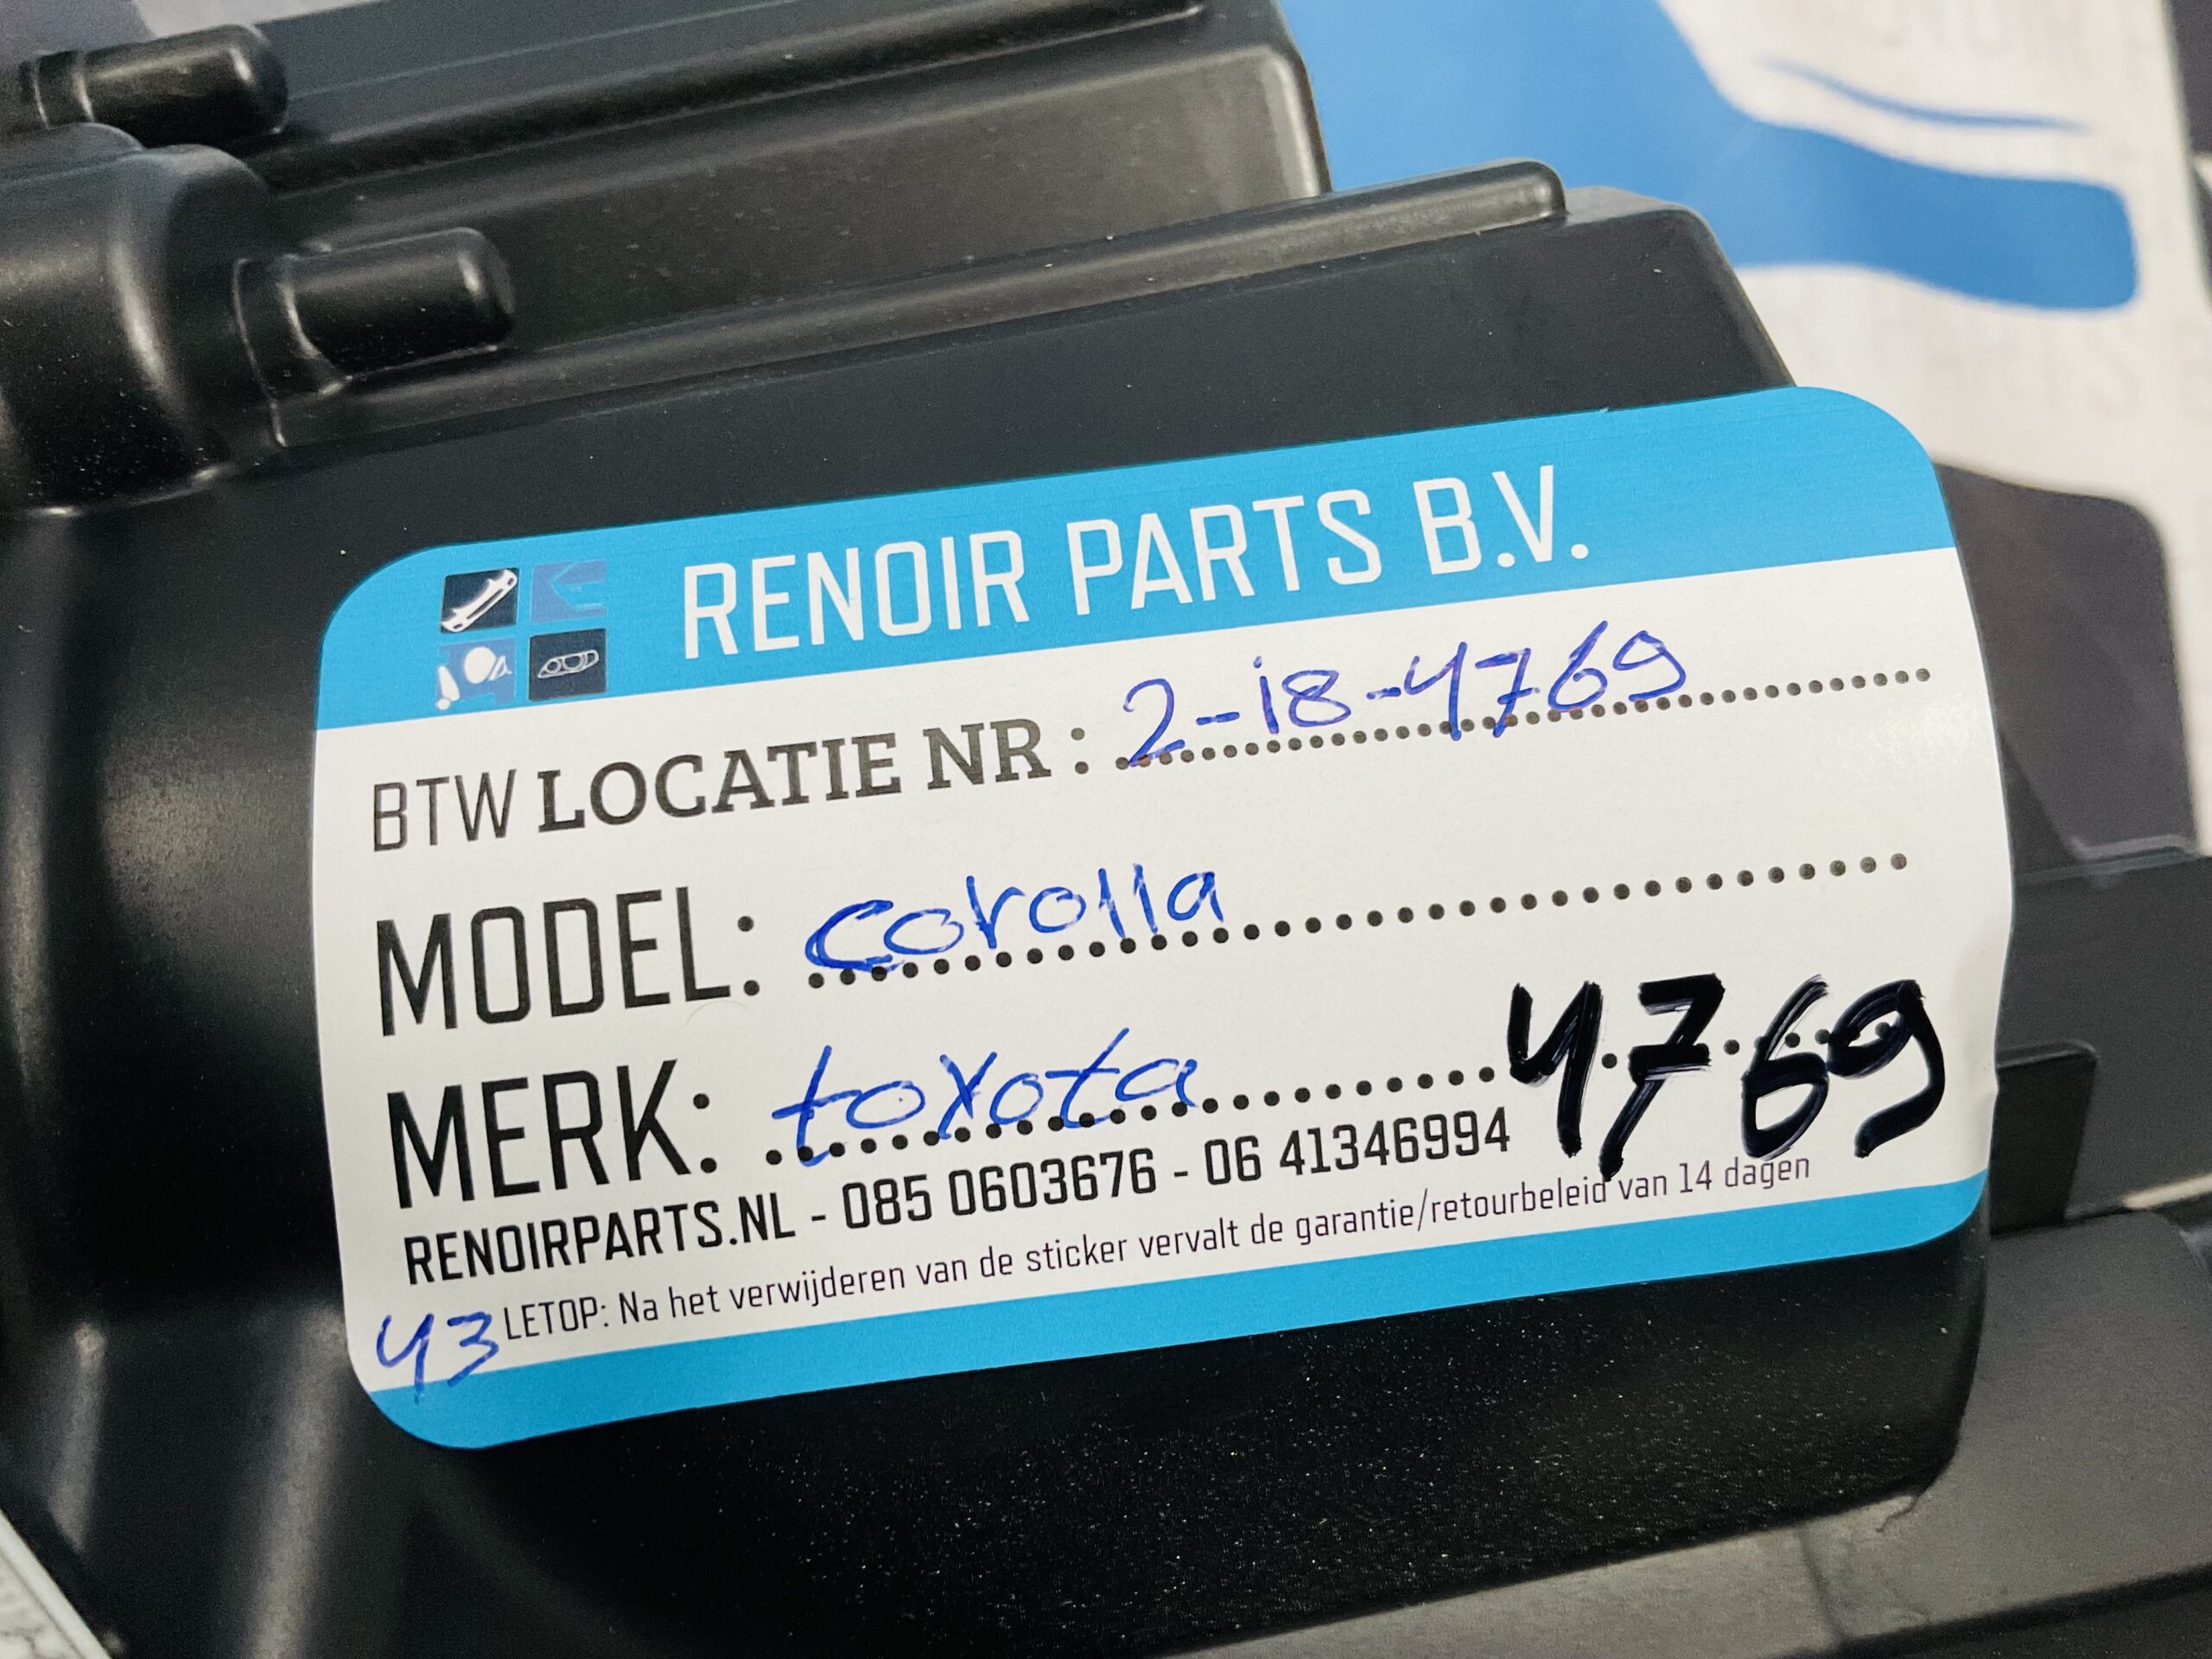 RENOIR PARTS B.V.
BTW LOCATIE NR : 2-18-4769
MODEL: corolla
MERK: toxota
4769
RENOIRPARTS.NL - 085 0603676 - 06 41346994
LETOP: Na het verwijderen van de sticker vervalt de garantie/retourbeleid van 14 dagen
43